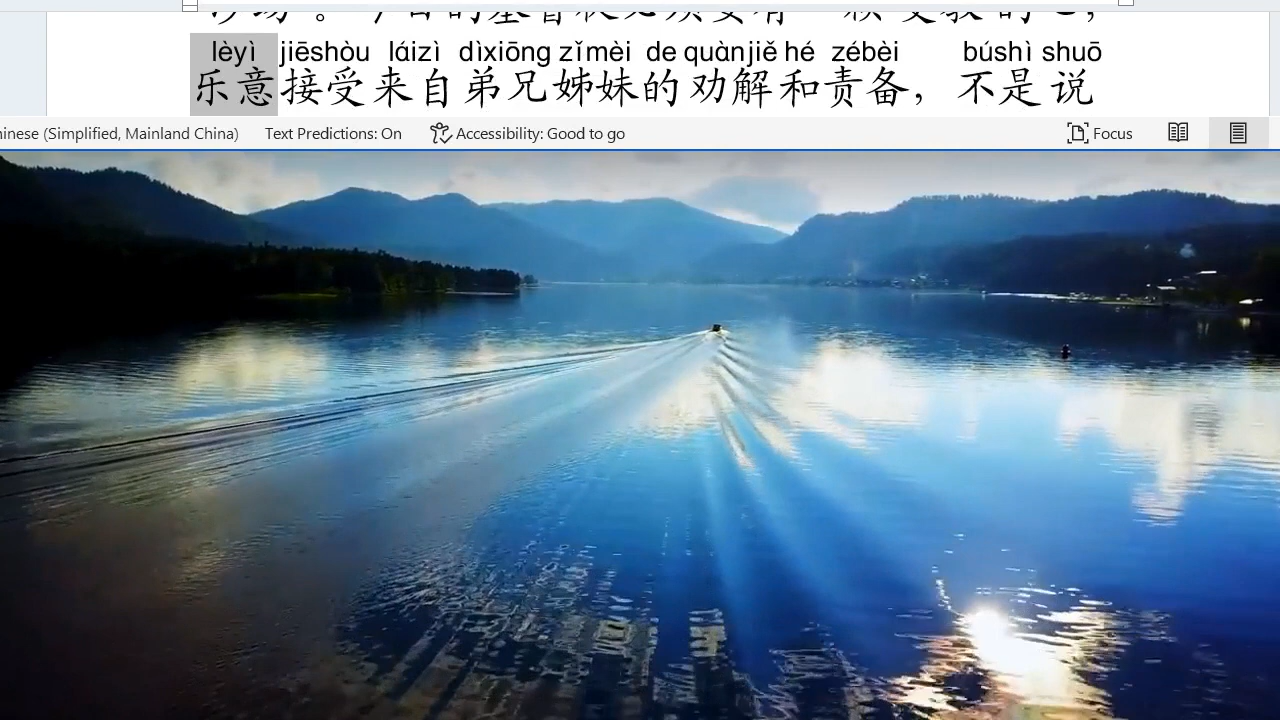 lèyì jiēshòu láizì dìxiōng zǐmèi de quànjiě hé zébèi búshì shuō
乐意接受来自弟兄姊妹的劝解和责备，不是说
inese (Simplified, Mainland China) Text Predictions: On Accessibility: Good to go Focus